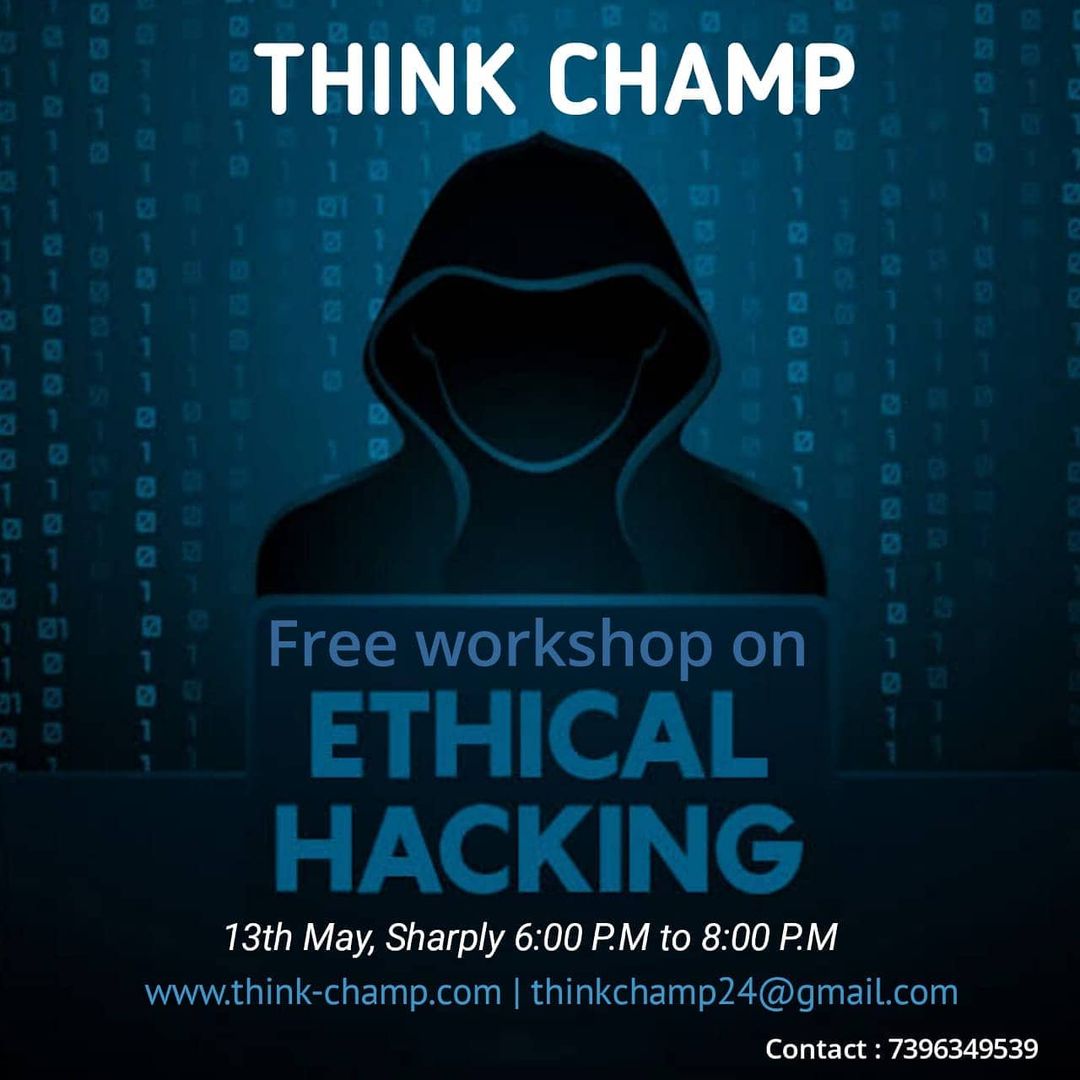 THINK CHAMP
Free workshop on
ETHICAL
HACKING
13th May, Sharply 6:00 P.M to 8:00 P.M
www.think-champ.com | thinkchamp24@gmail.com
Contact : 7396349539